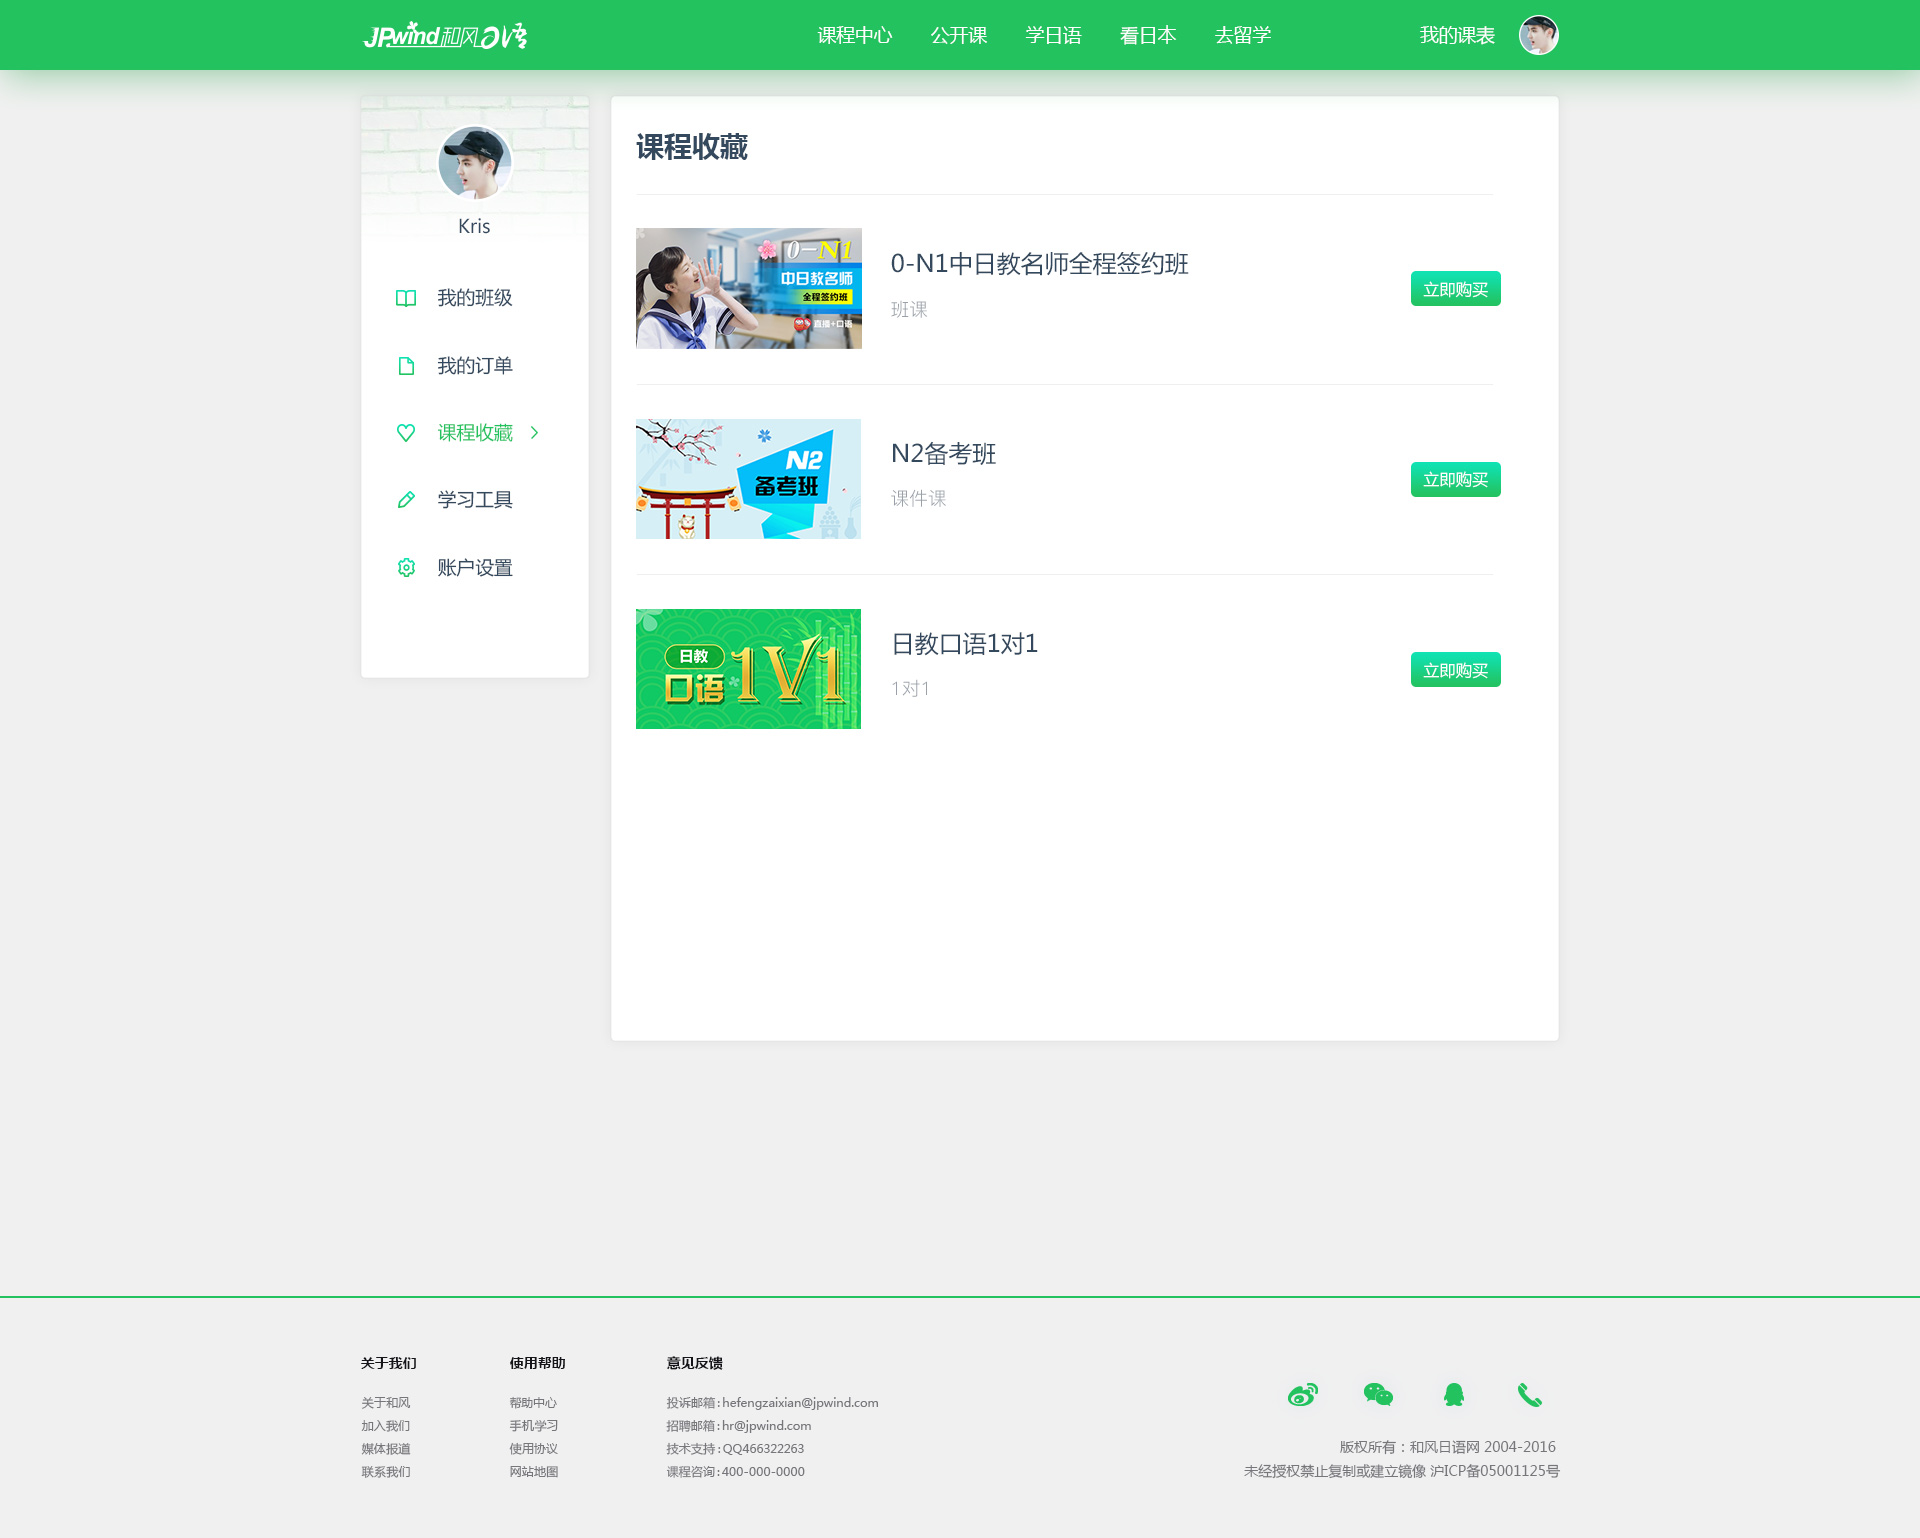 JPwind和风日语
课程中心 公开课 学日语 看日本 去留学 我的课表
Kris
我的班级
我的订单
课程收藏
学习工具
账户设置
课程收藏
0-N1
中日教名师
全程签约班
直播+口语
0-N1中日教名师全程签约班
班课
立即购买
N2
备考班
N2备考班
课件课
立即购买
日教
口语
1V1
日教口语1对1
1对1
立即购买
关于我们
关于和风
加入我们
媒体报道
联系我们
使用帮助
帮助中心
手机学习
使用协议
网站地图
意见反馈
投诉邮箱:hefengzaixian@jpwind.com
招聘邮箱:hr@jpwind.com
技术支持:QQ466322263
课程咨询:400-000-0000
版权所有：和风日语网 2004-2016
未经授权禁止复制或建立镜像 沪ICP备05001125号